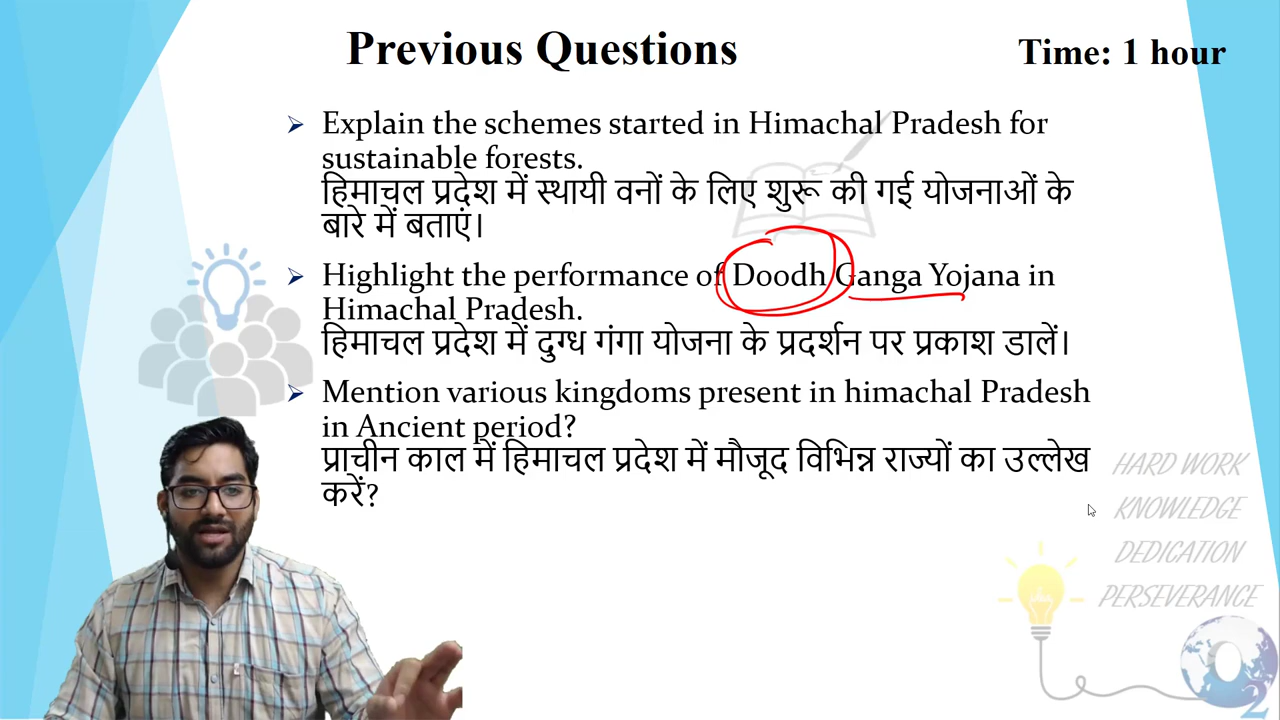 Previous Questions
Time: 1 hour
Explain the schemes started in Himachal Pradesh for
sustainable forests.
हिमाचल प्रदेश में स्थायी वनों के लिए शुरू की गई योजनाओं के
बारे में बताएं।
Highlight the performance of Doodh Ganga Yojana in
Himachal Pradesh.
हिमाचल प्रदेश में दुग्ध गंगा योजना के प्रदर्शन पर प्रकाश डालें।
Mention various kingdoms present in himachal Pradesh
in Ancient period?
प्राचीन काल में हिमाचल प्रदेश में मौजूद विभिन्न राज्यों का उल्लेख
करें?
HARD WORK
KNOWLEDGE
DEDICATION
PERSEVERANCE
O2